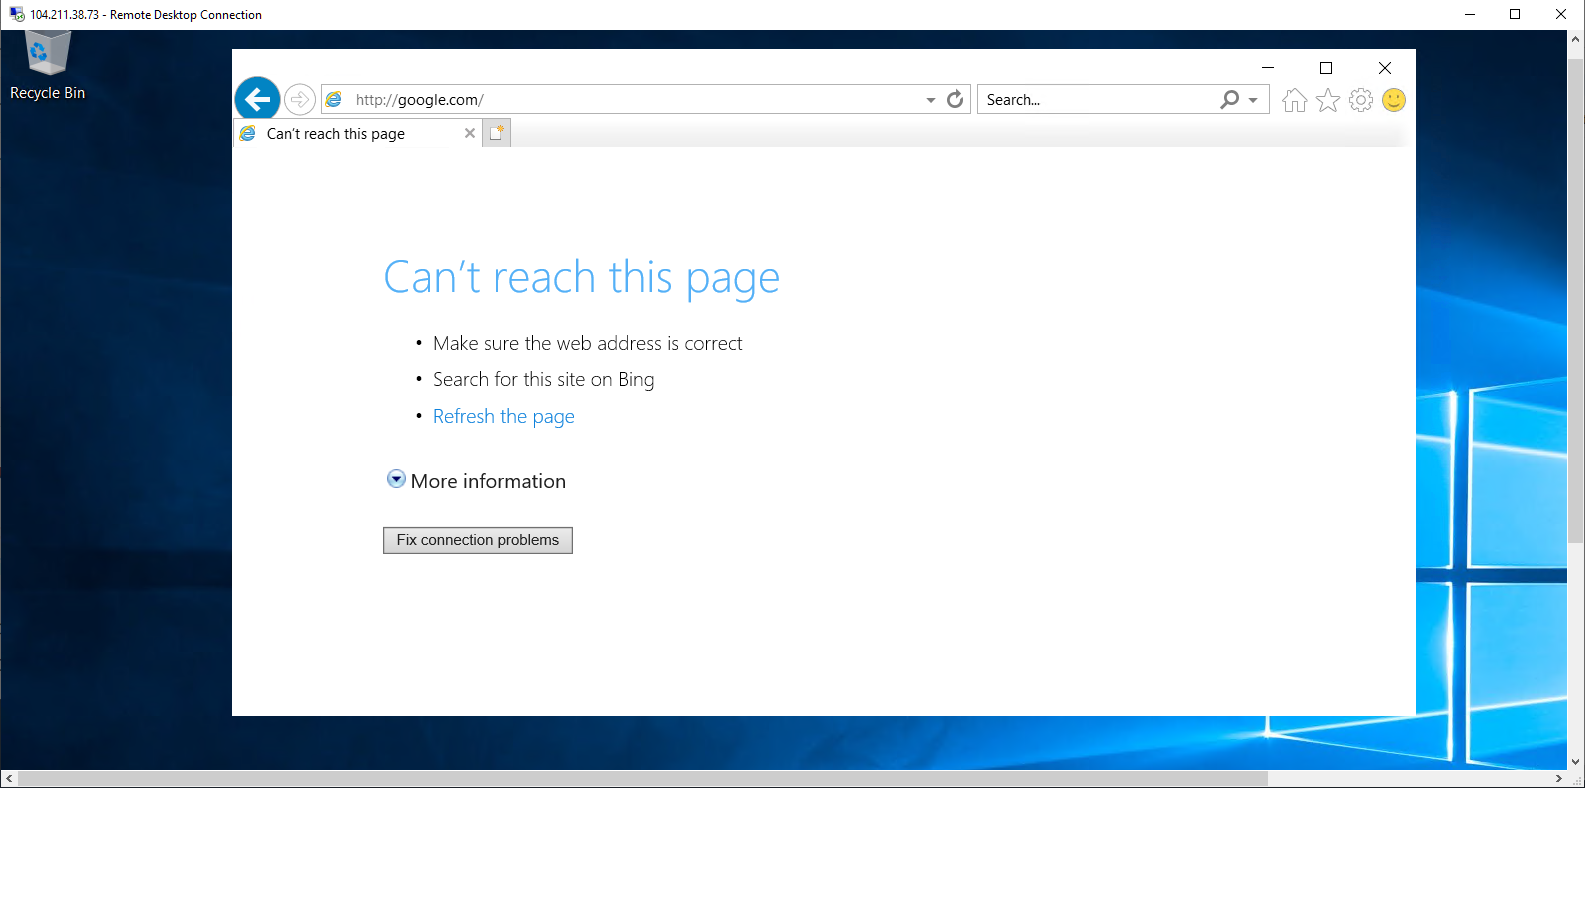 104.211.38.73 - Remote Desktop Connection
Recycle Bin
http://google.com/
Search...
Can't reach this page
Can't reach this page
• Make sure the web address is correct
• Search for this site on Bing
• Refresh the page
More information
Fix connection problems